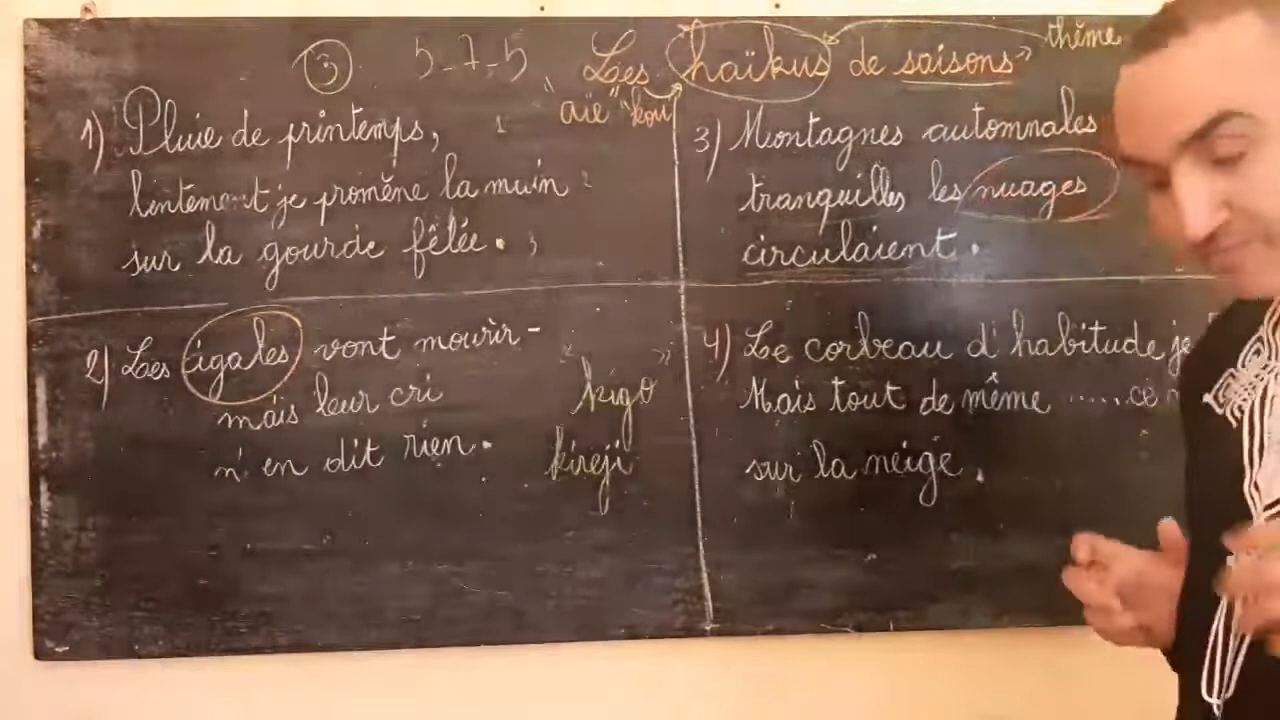 3
5-7-5
"Les haïkus de saisons"
thème
"aïe" "kou"
1) Pluie de printemps, 1
lentement je promène la main 2
sur la gourde fêlée. 3
2) Les cigales vont mourir -
mais leur cri
n'en dit rien.
"kigo"
kireji
3) Montagnes automnales
tranquilles les nuages
circulaient.
4) Le corbeau d'habitude je
Mais tout de même ......ce
sur la neige.